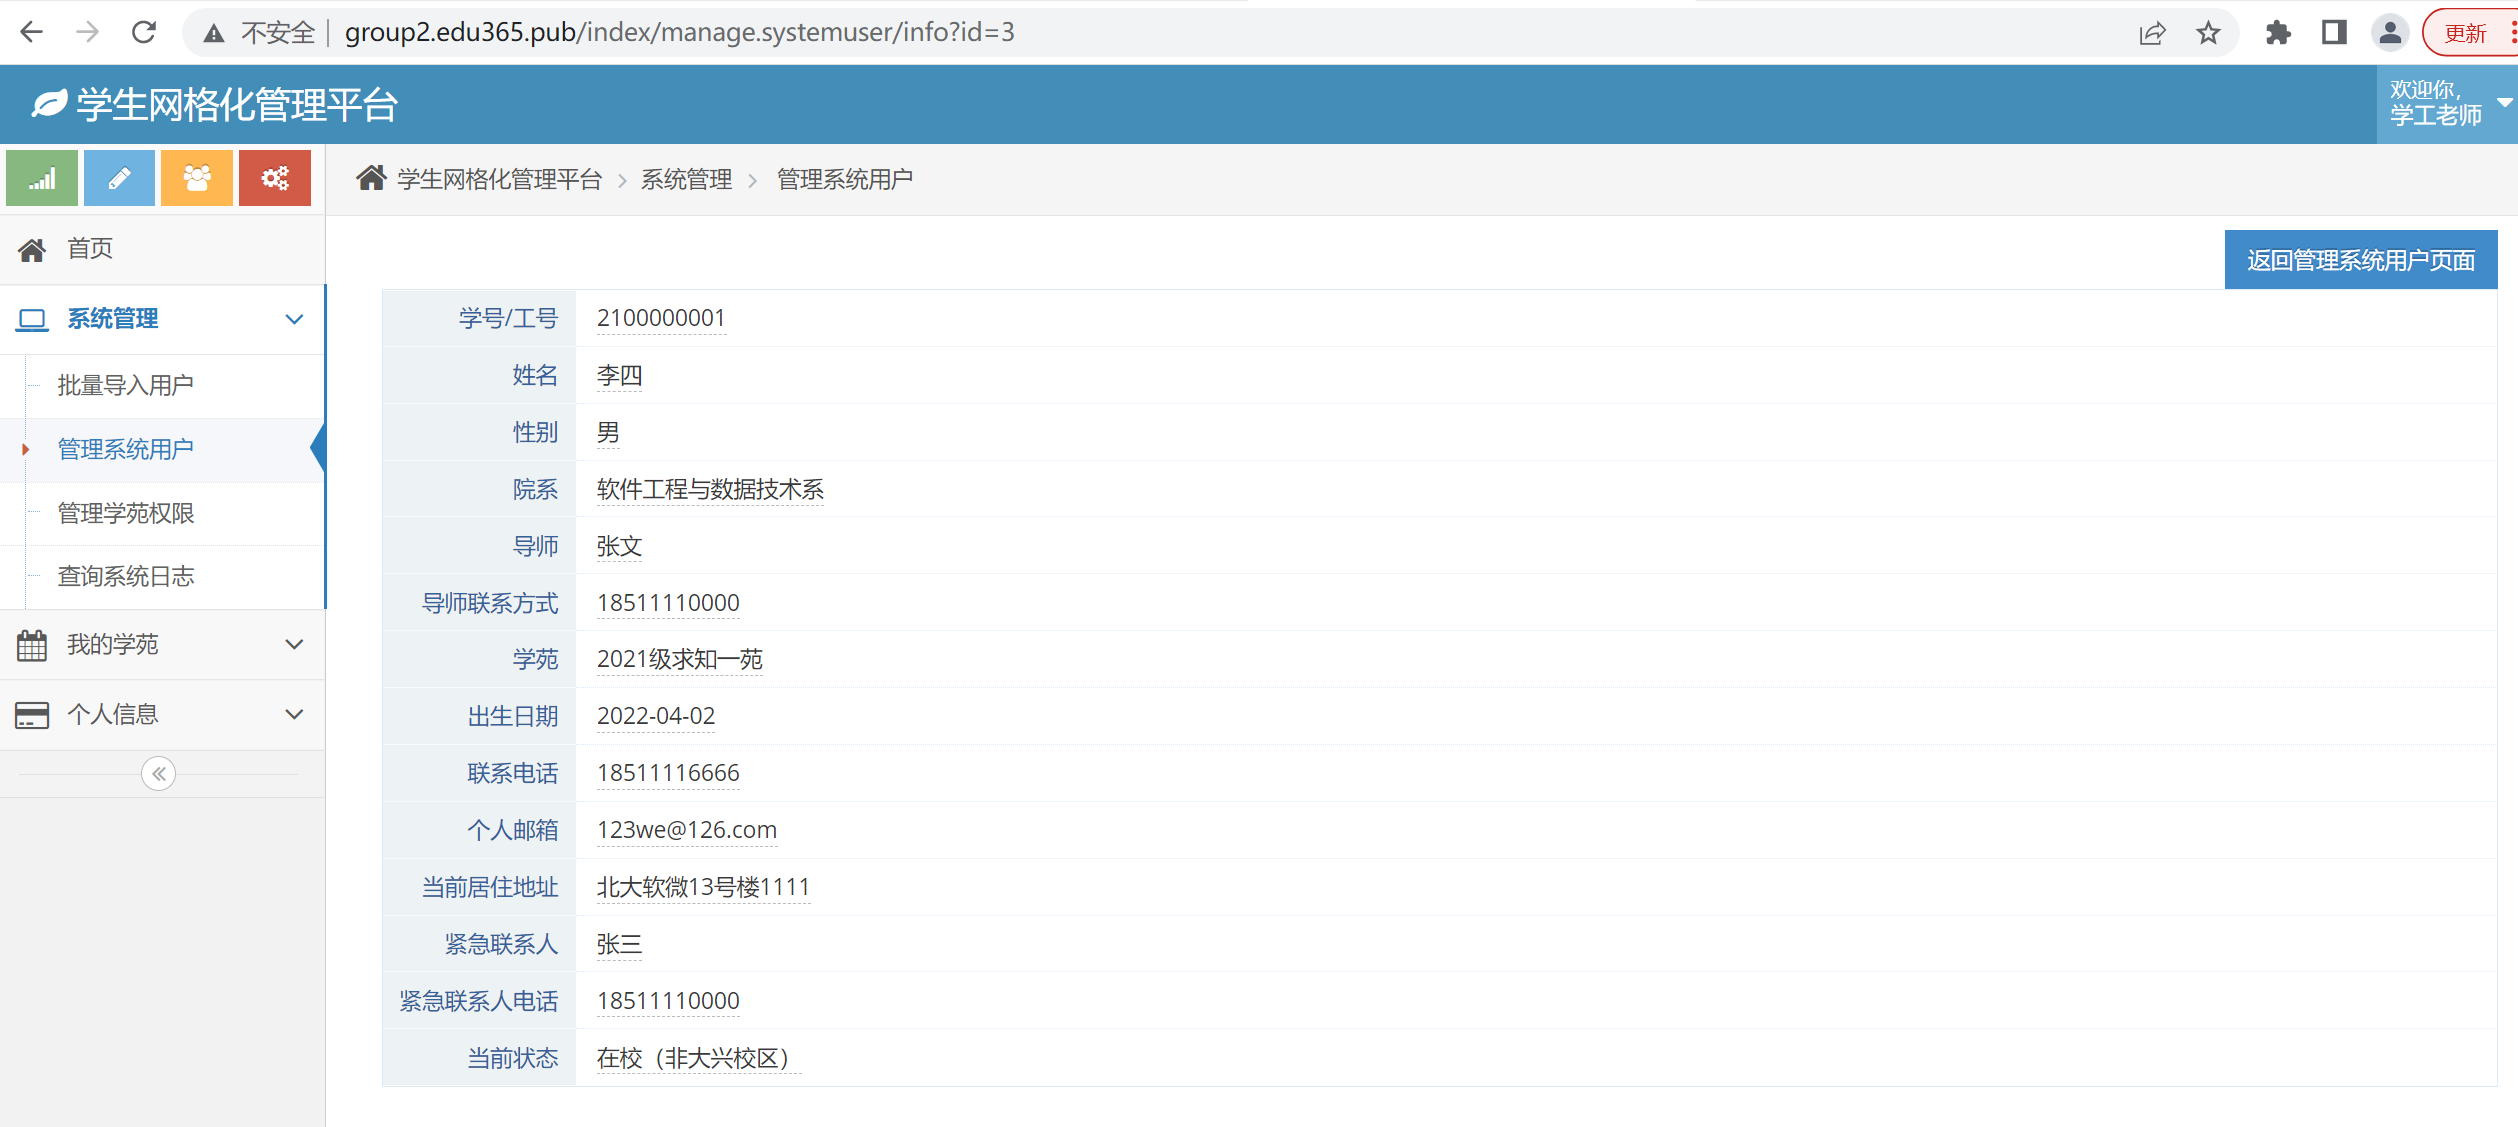 不安全 group2.edu365.pub/index/manage.systemuser/info?id=3 更新
学生网格化管理平台
欢迎你，
学工老师
学生网格化管理平台 > 系统管理 > 管理系统用户
首页
系统管理
批量导入用户
管理系统用户
管理学苑权限
查询系统日志
我的学苑
个人信息
返回管理系统用户页面
学号/工号 2100000001
姓名 李四
性别 男
院系 软件工程与数据技术系
导师 张文
导师联系方式 18511110000
学苑 2021级求知一苑
出生日期 2022-04-02
联系电话 18511116666
个人邮箱 123we@126.com
当前居住地址 北大软微13号楼1111
紧急联系人 张三
紧急联系人电话 18511110000
当前状态 在校（非大兴校区）